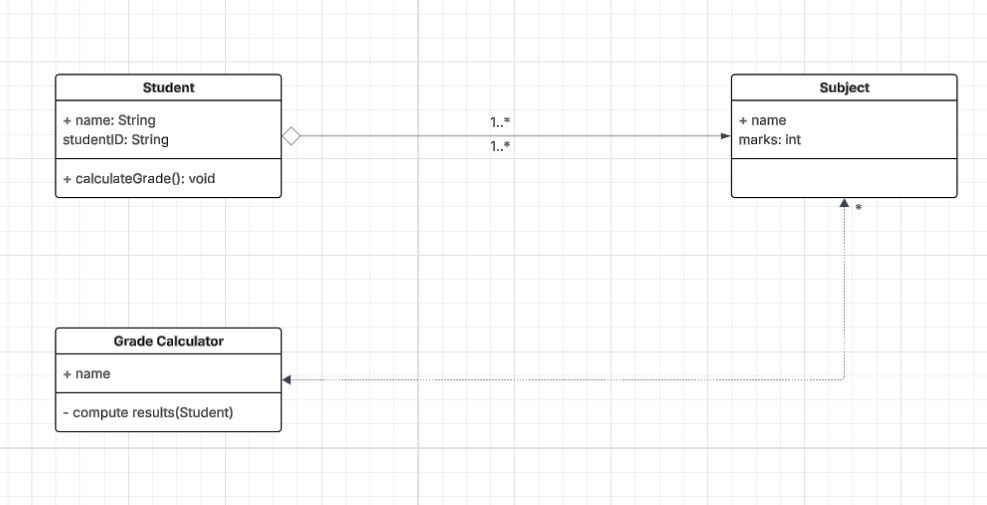 Student
+ name: String
studentID: String
+ calculateGrade(): void
1..*
1..*
Subject
+ name
marks: int
*
Grade Calculator
+ name
- compute results(Student)